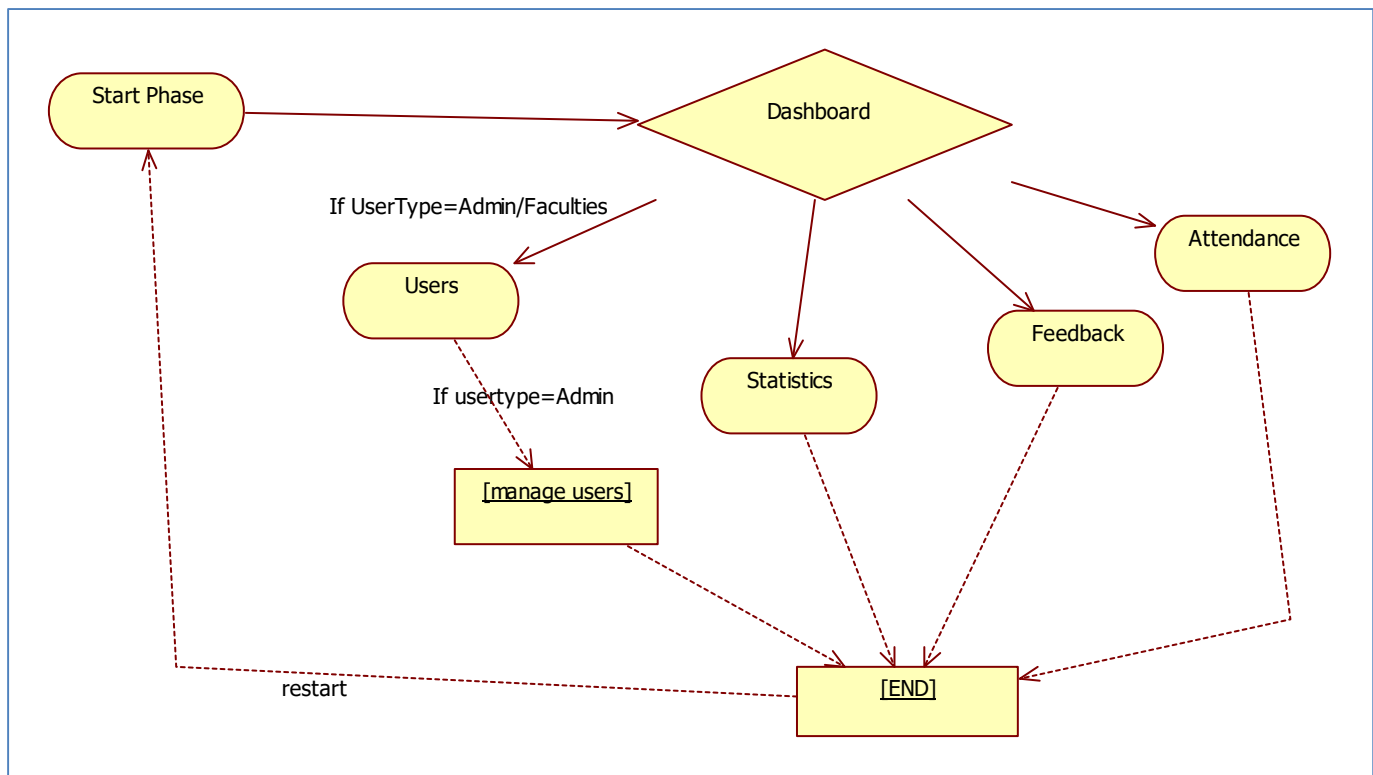 Start Phase
Dashboard
If UserType=Admin/Faculties
Attendance
Users
Feedback
Statistics
If usertype=Admin
[manage users]
[END]
restart